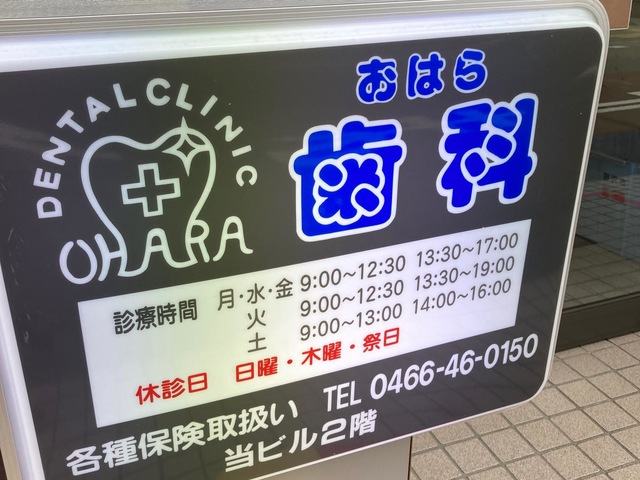 DENTAL CLINIC
OHARA
おはら
歯科
診療時間 月・水・金 9:00～12:30 13:30～17:00
火 9:00～12:30 13:30～19:00
土 9:00～13:00 14:00～16:00
休診日 日曜・木曜・祭日
TEL 0466-46-0150
各種保険取扱い
当ビル2階